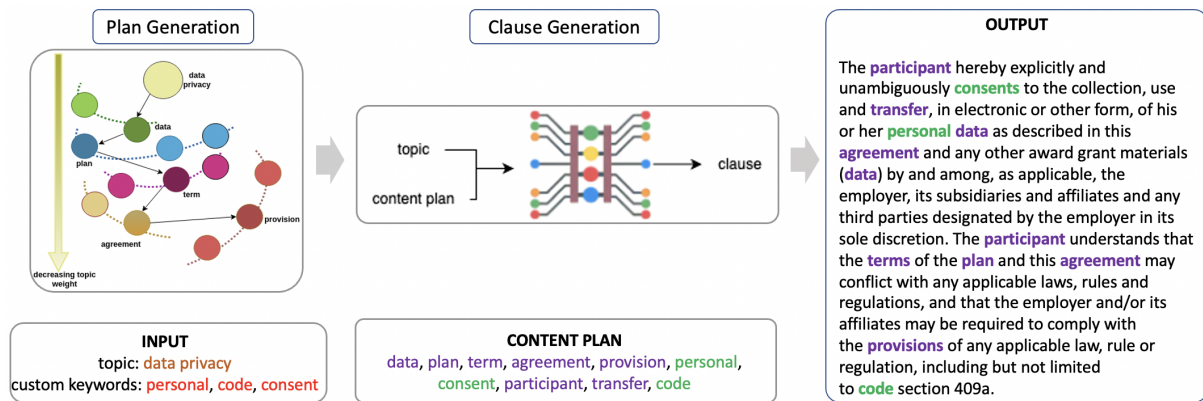 Plan Generation
data
privacy
data
plan
term
provision
agreement
decreasing topic
weight
INPUT
topic: data privacy
custom keywords: personal, code, consent
Clause Generation
topic
content plan
clause
CONTENT PLAN
data, plan, term, agreement, provision, personal,
consent, participant, transfer, code
OUTPUT
The participant hereby explicitly and
unambiguously consents to the collection, use
and transfer, in electronic or other form, of his
or her personal data as described in this
agreement and any other award grant materials
(data) by and among, as applicable, the
employer, its subsidiaries and affiliates and any
third parties designated by the employer in its
sole discretion. The participant understands that
the terms of the plan and this agreement may
conflict with any applicable laws, rules and
regulations, and that the employer and/or its
affiliates may be required to comply with
the provisions of any applicable law, rule or
regulation, including but not limited
to code section 409a.